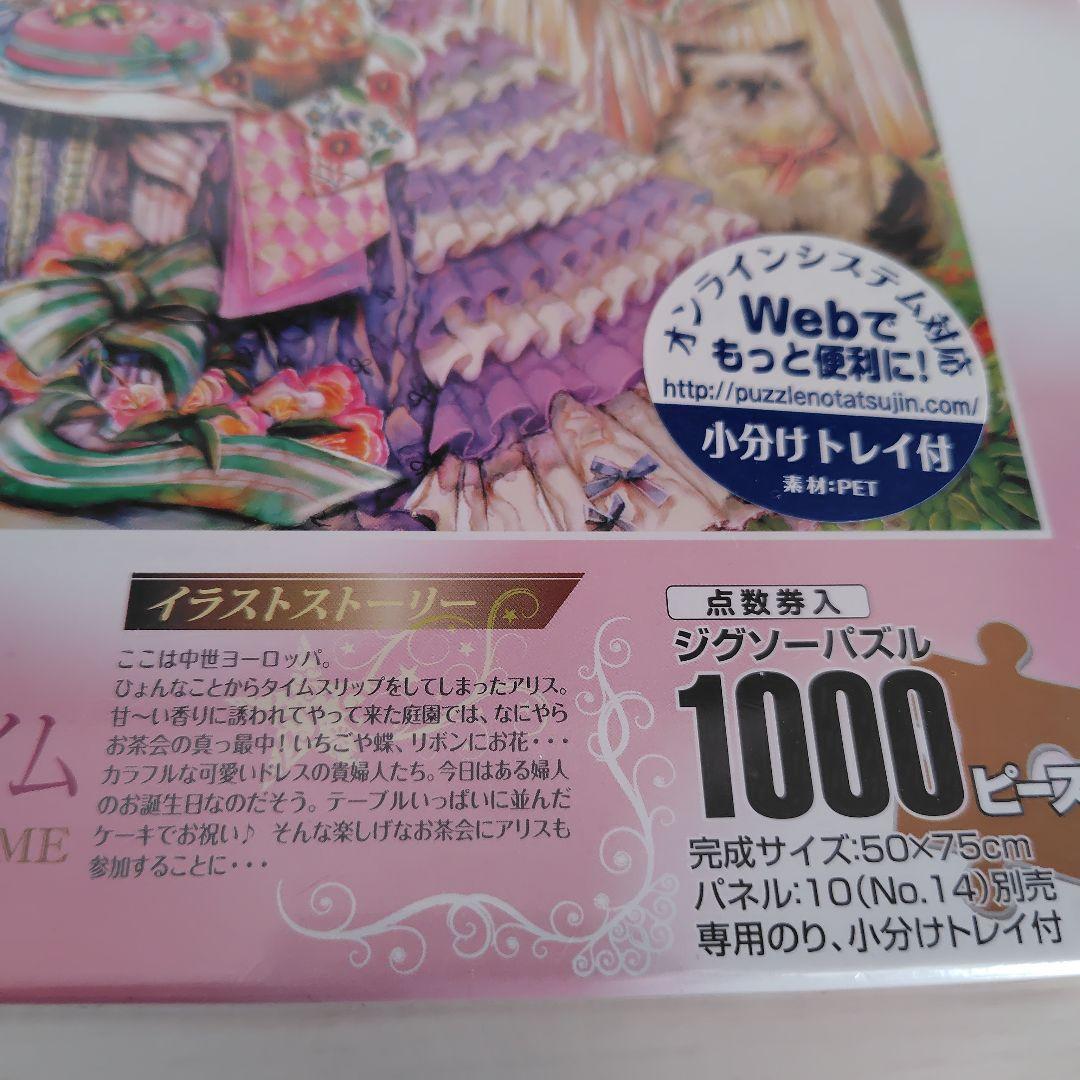 オンラインシステム対応
Webで
もっと便利に!
http://puzzlenotatsujin.com/
小分けトレイ付
素材:PET
イラストストーリー
ここは中世ヨーロッパ。
ひょんなことからタイムスリップをしてしまったアリス。
甘〜い香りに誘われてやって来た庭園では、なにやら
お茶会の真っ最中!いちごや蝶、リボンにお花・・・
カラフルな可愛いドレスの貴婦人たち。今日はある婦人
のお誕生日なのだそう。テーブルいっぱいに並んだ
ケーキでお祝い♪ そんな楽しげなお茶会にアリスも
参加することに・・・
イム
ME
点数券入
ジグソーパズル
1000
ピース
完成サイズ:50×75cm
パネル:10(No.14)別売
専用のり、小分けトレイ付